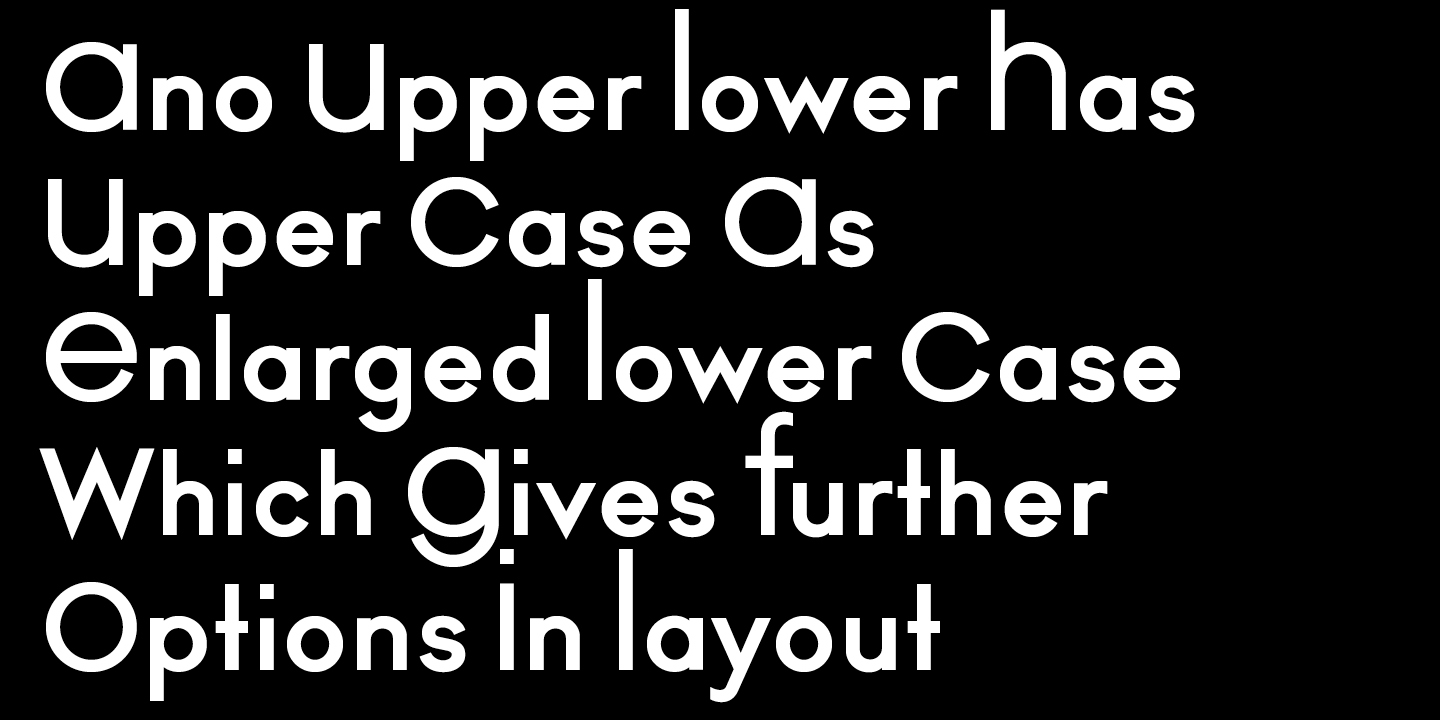 Ano Upper lower has
Upper Case As
Enlarged lower Case
Which Gives further
Options In layout